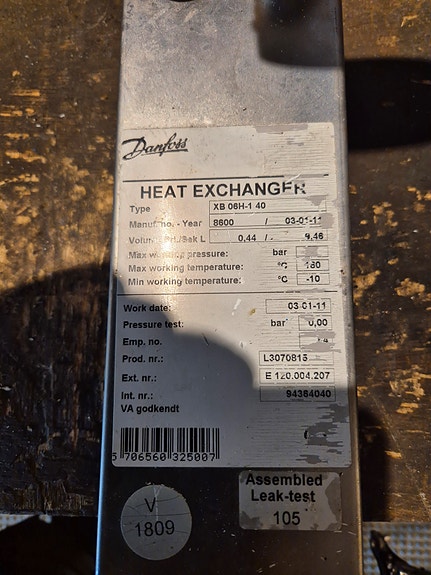 Danfoss
HEAT EXCHANGER
Type XB 06H-1 40
Manuf. no. - Year 8600 / 03-01-11
Volume Pri./Sek L 0,44 / 0,46
Max working pressure: bar
Max working temperature: °C 180
Min working temperature: °C -10
Work date: 03-01-11
Pressure test: bar 0,00
Emp. no.
Prod. nr.: L3070815
Ext. nr.: E 120.004.207
Int. nr.: 94364040
VA godkendt
5 706560 325007
V
1809
Assembled
Leak-test
105